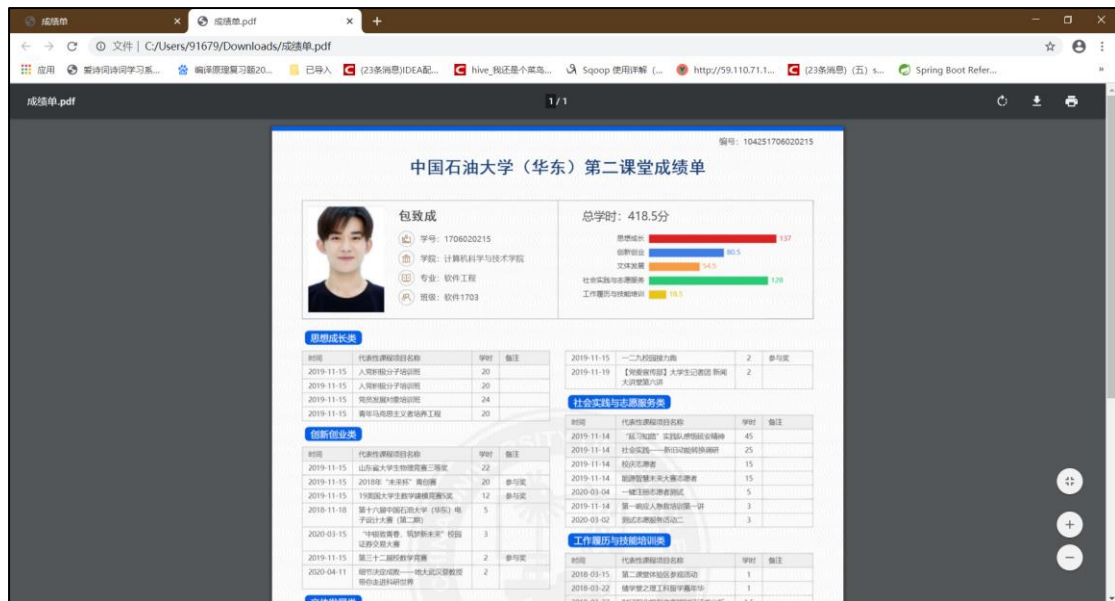 成绩单
成绩单.pdf
文件 | C:/Users/91679/Downloads/成绩单.pdf
应用
爱诗词诗词学习系...
编译原理复习题20...
已导入
(23条消息)IDEA配...
hive_我还是个菜鸟...
Sqoop 使用详解 (...
http://59.110.71.1...
(23条消息) (五) s...
Spring Boot Refer...
成绩单.pdf
1 / 1
编号：104251706020215
中国石油大学（华东）第二课堂成绩单
包致成
学号：1706020215
学院：计算机科学与技术学院
专业：软件工程
班级：软件1703
总学时：418.5分
思想成长 137
创新创业 80.5
文体发展 54.5
社会实践与志愿服务 128
工作履历与技能培训 18.5
思想成长类
时间 代表性课程项目名称 学时 备注
2019-11-15 入党积极分子培训班 20
2019-11-15 入党积极分子培训班 20
2019-11-15 党员发展对象培训班 24
2019-11-15 青年马克思主义者培养工程 20
创新创业类
时间 代表性课程项目名称 学时 备注
2019-11-15 山东省大学生物理竞赛三等奖 22
2019-11-15 2018年“未来杯”青创赛 20 参与奖
2019-11-15 19美国大学生数学建模竞赛S奖 12 参与奖
2018-11-18 第十六届中国石油大学（华东）电
子设计大赛（第二期） 5
2020-03-15 “中银致青春，筑梦新未来”校园
证券交易大赛 3
2019-11-15 第三十二届校数学竞赛 2 参与奖
2020-04-11 细节决定成败——地大武汉蔡教授
带你走进科研世界 2
2019-11-15 一二九校园接力跑 2 参与奖
2019-11-19 【党委宣传部】大学生记者团 新闻
大讲堂第六讲 2
社会实践与志愿服务类
时间 代表性课程项目名称 学时 备注
2019-11-14 “延习知路”实践队感悟延安精神 45
2019-11-14 社会实践——新旧动能转换调研 25
2019-11-14 校庆志愿者 15
2019-11-14 能源智慧未来大赛志愿者 15
2020-03-04 一键注册志愿者测试 5
2019-11-14 第一响应人急救培训第一讲 3
2020-03-02 测试志愿服务活动二 3
工作履历与技能培训类
时间 代表性课程项目名称 学时 备注
2018-03-15 第二课堂体验区参观活动 1
2018-03-22 储学堂之理工科留学嘉年华 1